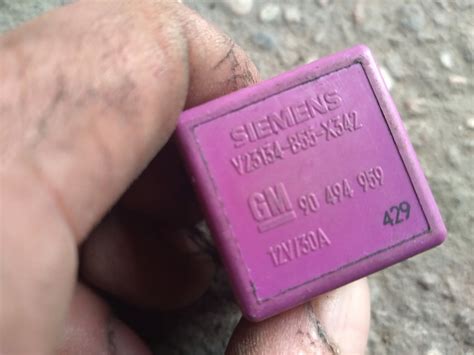 SIEMENS
V23134-B55-X342
GM 90 494 959
12V/30A 429